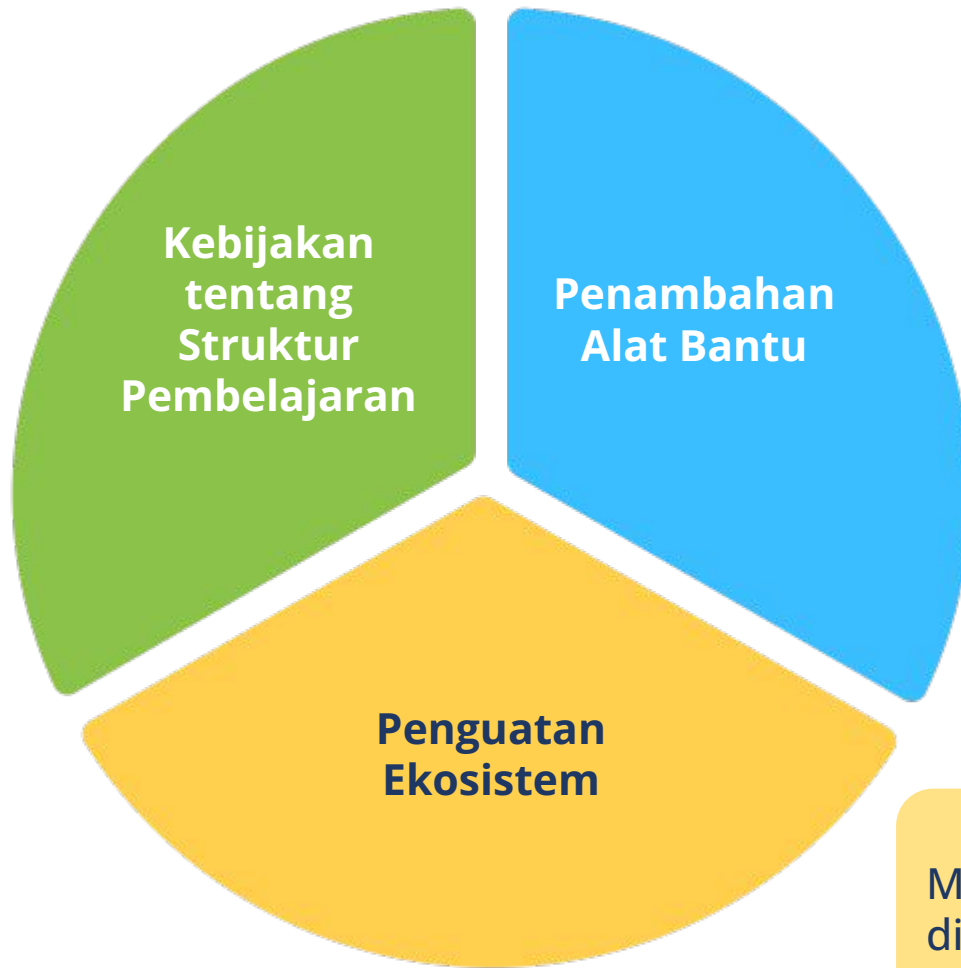 Kebijakan
tentang
Struktur
Pembelajaran
Penambahan
Alat Bantu
Penguatan
Ekosistem